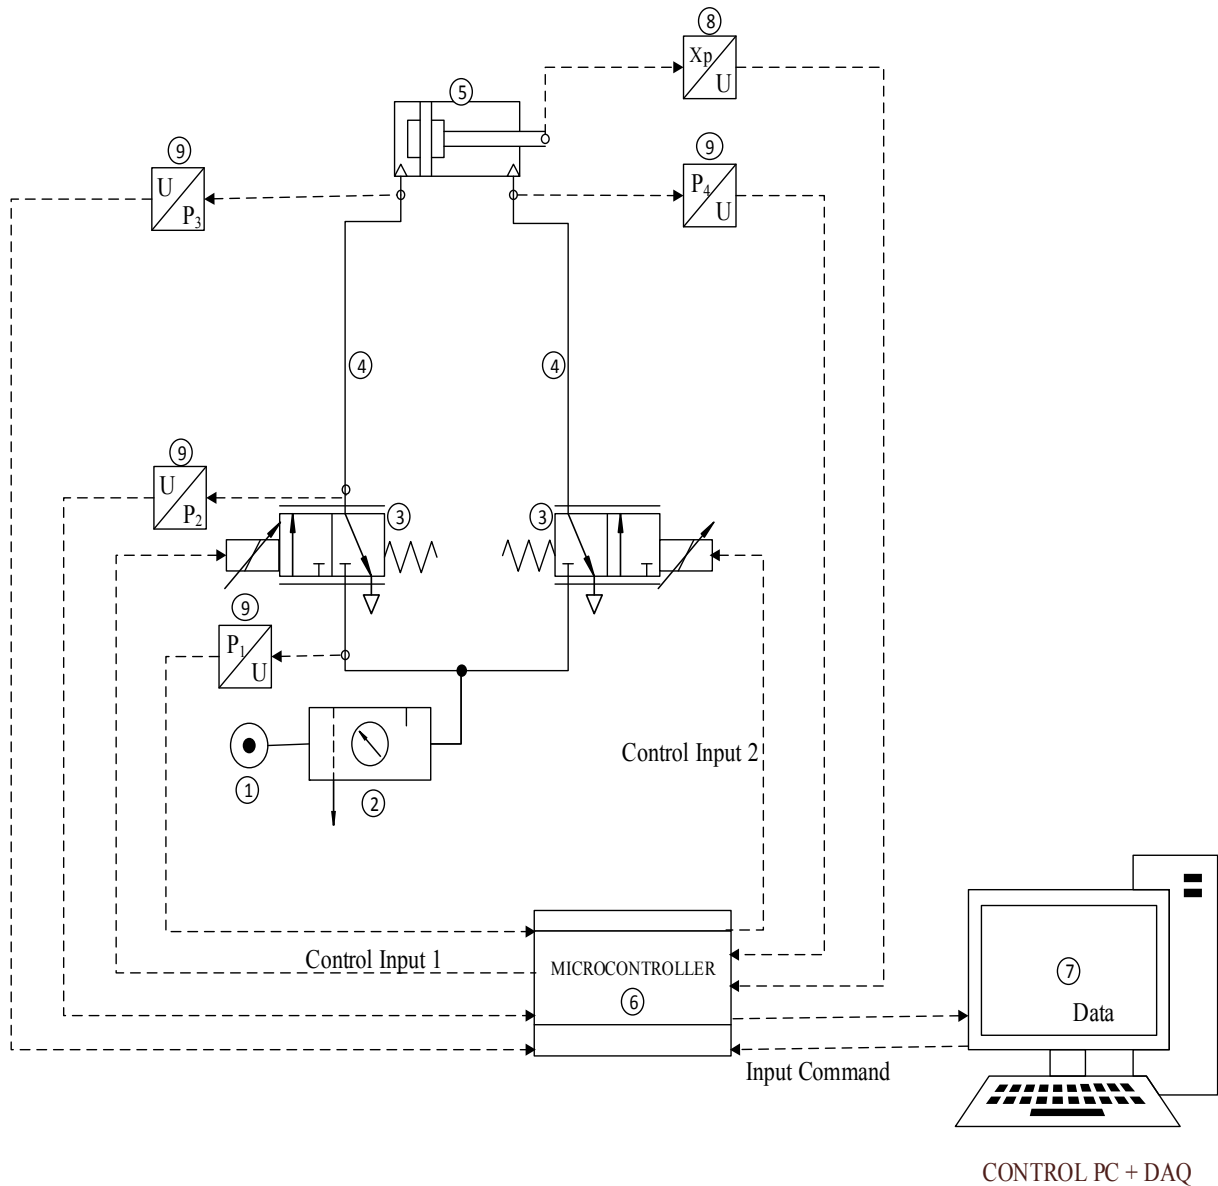 ⑧
Xp
U
⑤
⑨
U
P₃
⑨
P₄
U
④
④
⑨
U
P₂
③
③
⑨
P₁
U
①
②
Control Input 2
Control Input 1
MICROCONTROLLER
⑥
⑦
Data
Input Command
CONTROL PC + DAQ